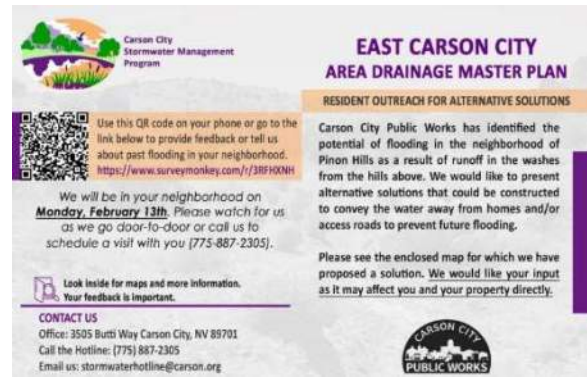 Carson City
Stormwater Management
Program
Use this QR code on your phone or go to the
link below to provide feedback or tell us
about past flooding in your neighborhood.
https://www.surveymonkey.com/r/3RFHXNH
We will be in your neighborhood on
Monday, February 13th. Please watch for us
as we go door-to-door or call us to
schedule a visit with you (775-887-2305).
Look inside for maps and more information.
Your feedback is important.
CONTACT US
Office: 3505 Butti Way Carson City, NV 89701
Call the Hotline: (775) 887-2305
Email us: stormwaterhotline@carson.org
EAST CARSON CITY
AREA DRAINAGE MASTER PLAN
RESIDENT OUTREACH FOR ALTERNATIVE SOLUTIONS
Carson City Public Works has identified the
potential of flooding in the neighborhood of
Pinon Hills as a result of runoff in the washes
from the hills above. We would like to present
alternative solutions that could be constructed
to convey the water away from homes and/or
access roads to prevent future flooding.
Please see the enclosed map for which we have
proposed a solution. We would like your input
as it may affect you and your property directly.
CARSON CITY
PUBLIC WORKS